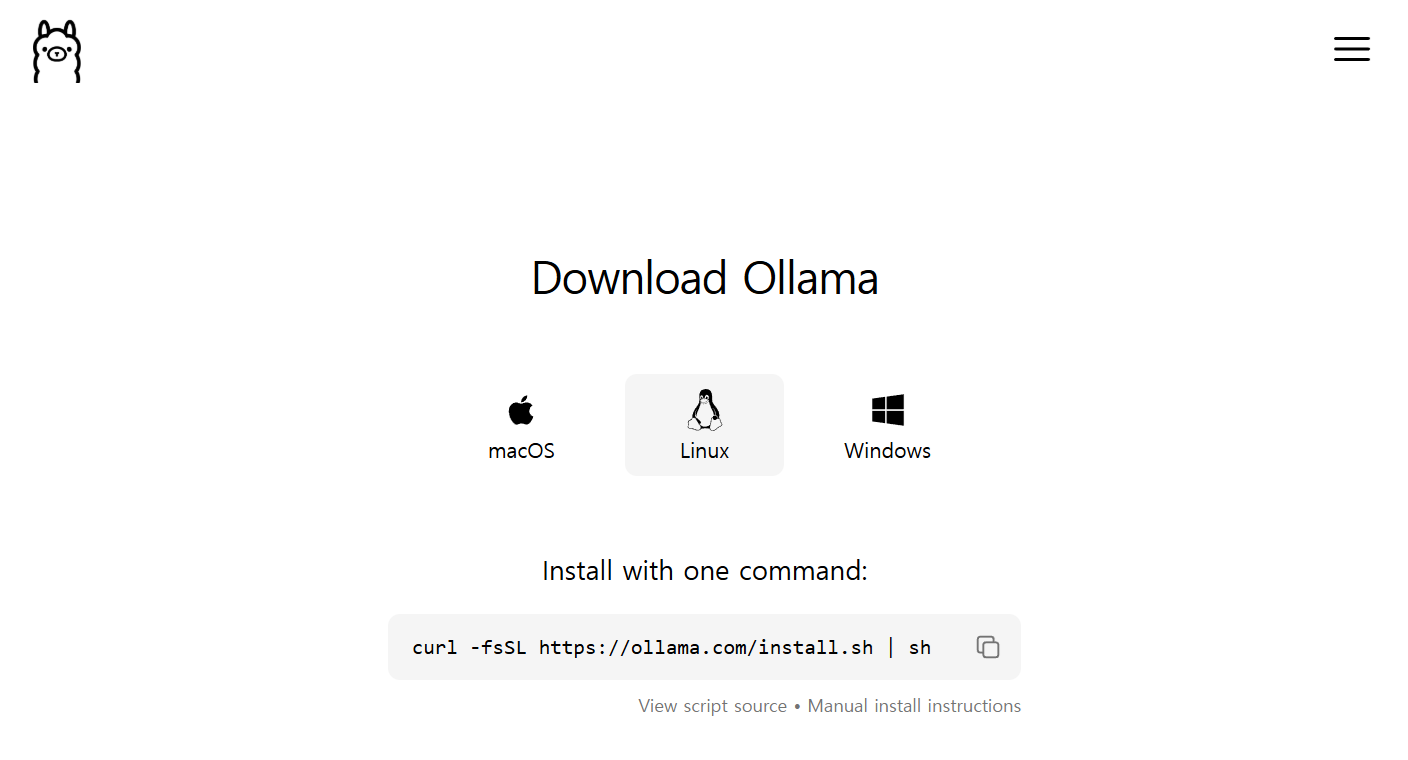 Download Ollama
macOS
Linux
Windows
Install with one command:
curl -fsSL https://ollama.com/install.sh | sh
View script source • Manual install instructions